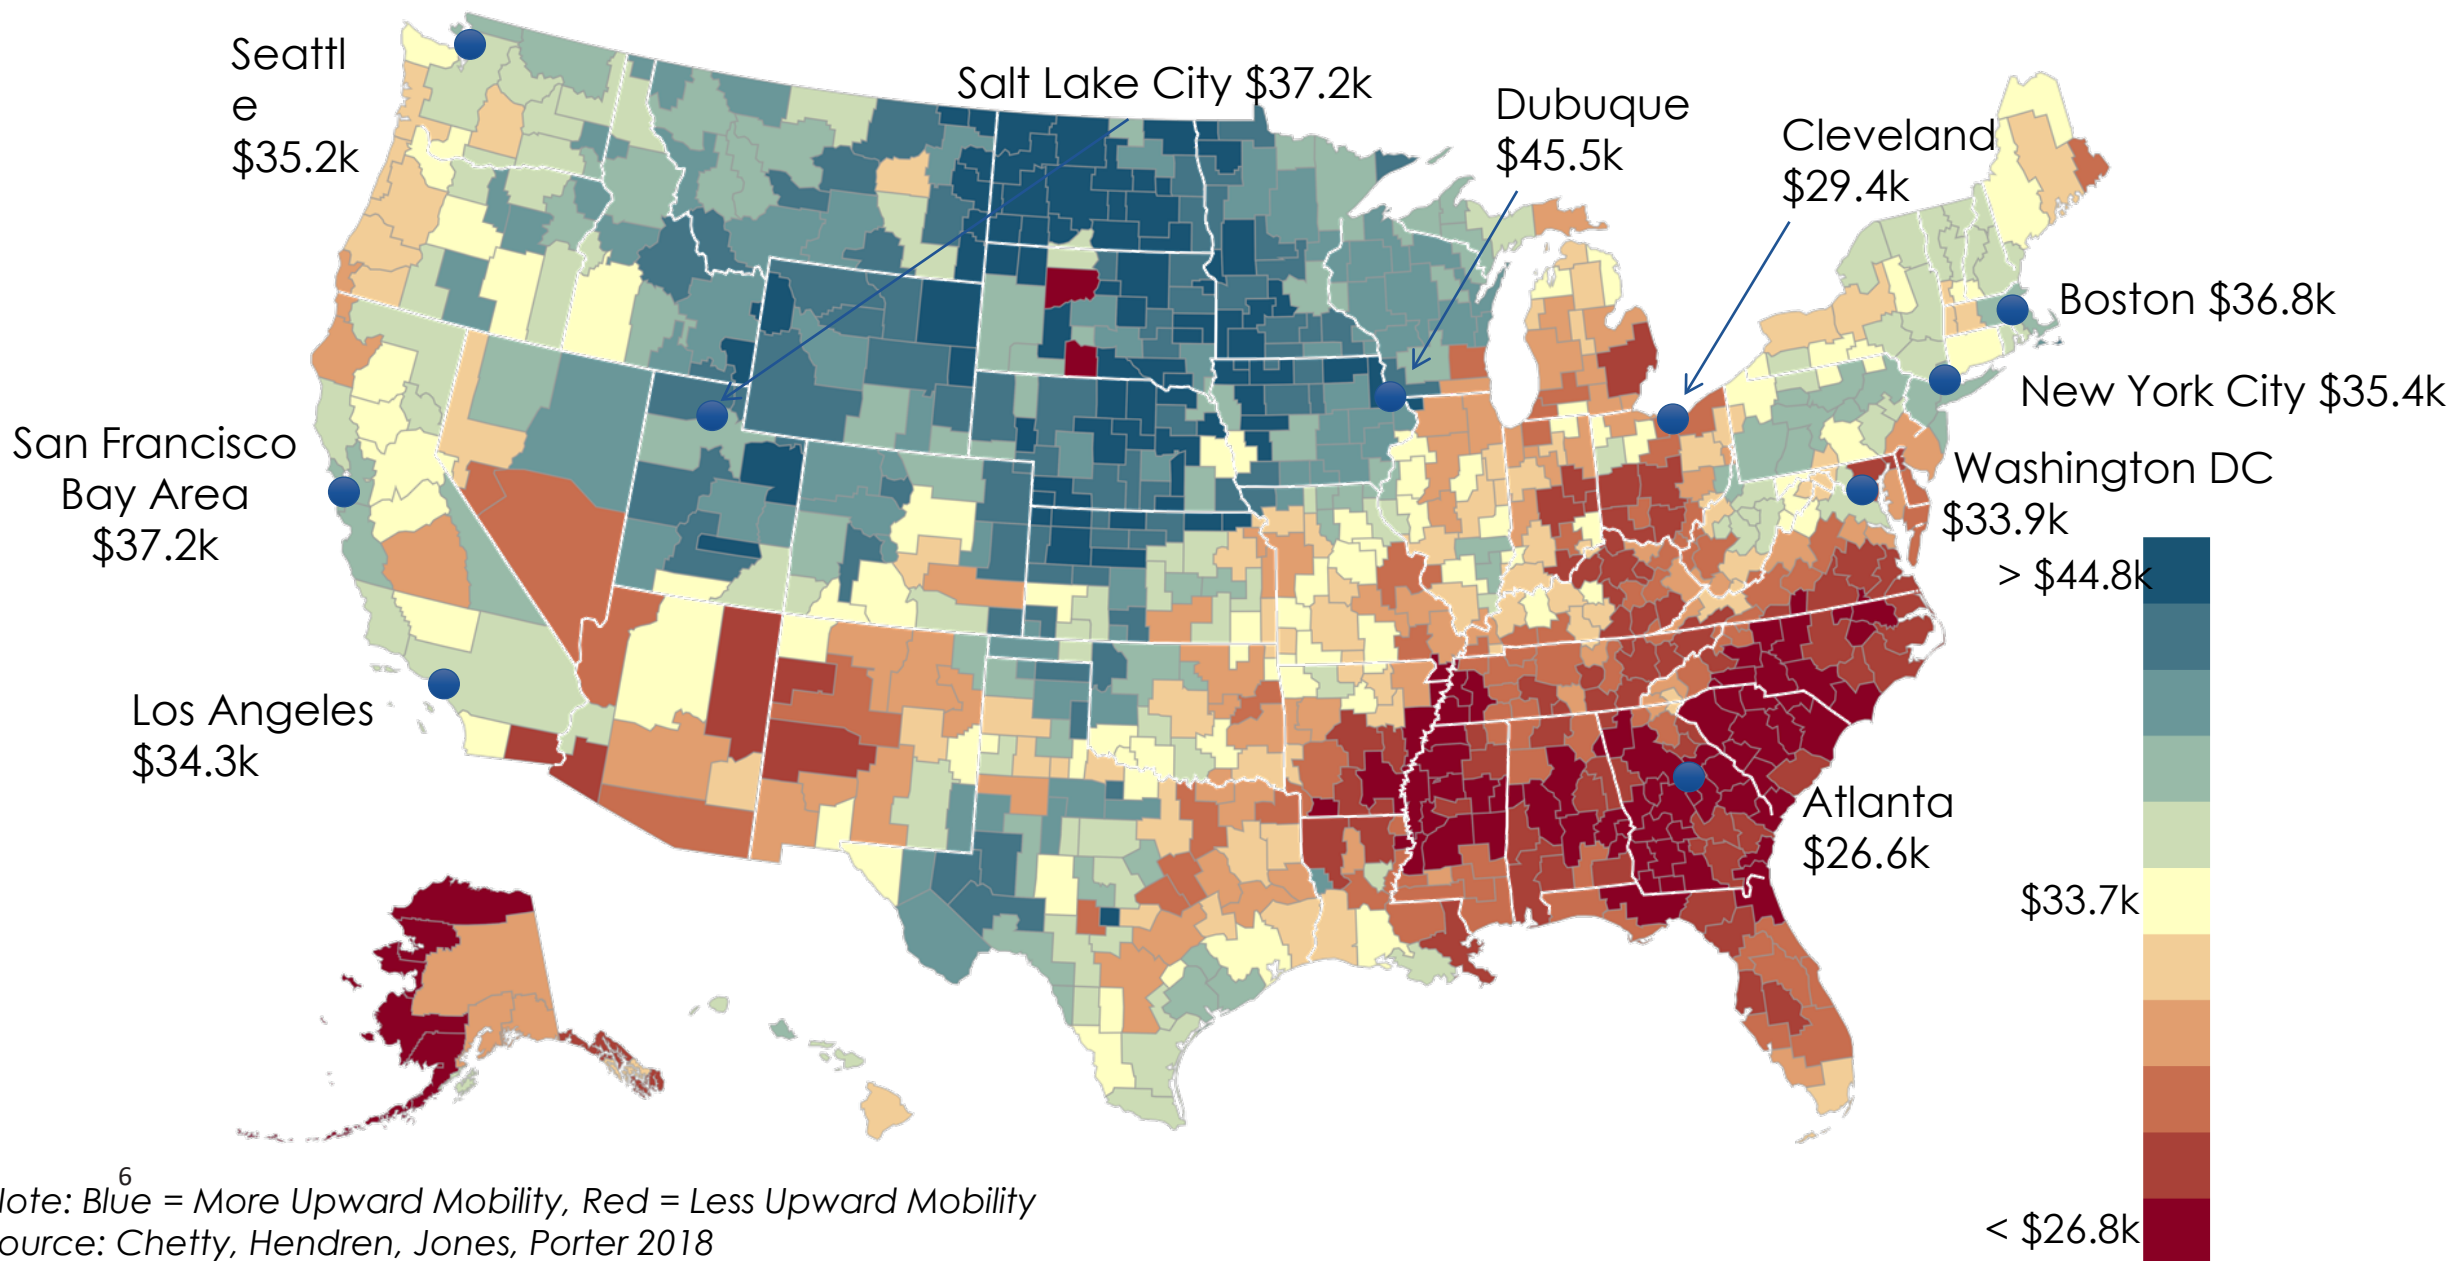 Seattl
e
$35.2k
Salt Lake City $37.2k
Dubuque
$45.5k
Cleveland
$29.4k
Boston $36.8k
New York City $35.4k
San Francisco
Bay Area
$37.2k
Washington DC
$33.9k
> $44.8k
Los Angeles
$34.3k
Atlanta
$26.6k
$33.7k
< $26.8k
6
lote: Blue = More Upward Mobility, Red = Less Upward Mobility
ource: Chetty, Hendren, Jones, Porter 2018